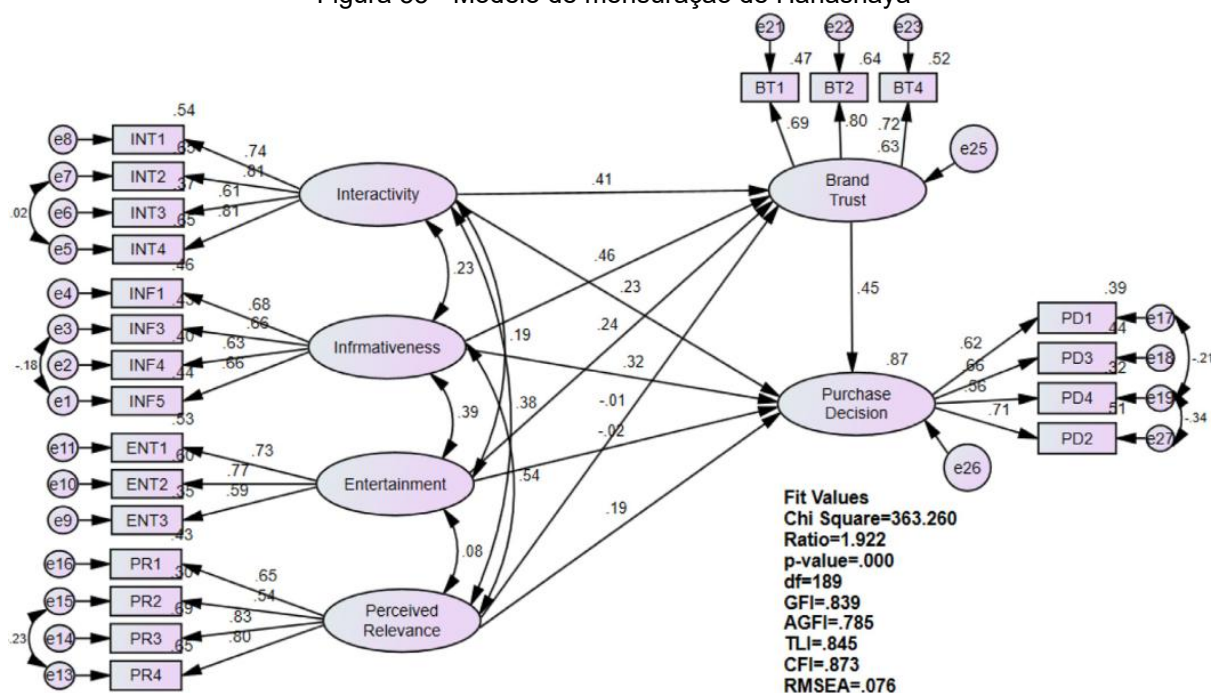 Figura - Modelo de mensuração de Hanashaya
e21 e22 e23
.47 .64 .52
BT1 BT2 BT4
.69 .80 .72
.63
e25
Brand
Trust
.54
e8 INT1 .74
.65
e7 INT2 .81
.37
.02
e6 INT3 .61
.65
e5 INT4 .81
Interactivity
.41
.46
e4 INF1 .68
.43
e3 INF3 .66
.40
-.18
e2 INF4 .63
.44
e1 INF5 .66
Infrmativeness
.23
.46
.23
.24
.19
.32
.45
.53
e11 ENT1 .73
.60
e10 ENT2 .77
.35
e9 ENT3 .59
Entertainment
.39
.38
-.01
-.02
.54
.19
.43
e16 PR1 .65
.30
e15 PR2 .54
.69
.23
e14 PR3 .83
.65
e13 PR4 .80
Perceived
Relevance
.08
.87
Purchase
Decision
e26
.39
.62 PD1 e17
.44
.66 PD3 e18
-.21
.32
.56 PD4 e19
.51
-.34
.71 PD2 e27
Fit Values
Chi Square=363.260
Ratio=1.922
p-value=.000
df=189
GFI=.839
AGFI=.785
TLI=.845
CFI=.873
RMSEA=.076